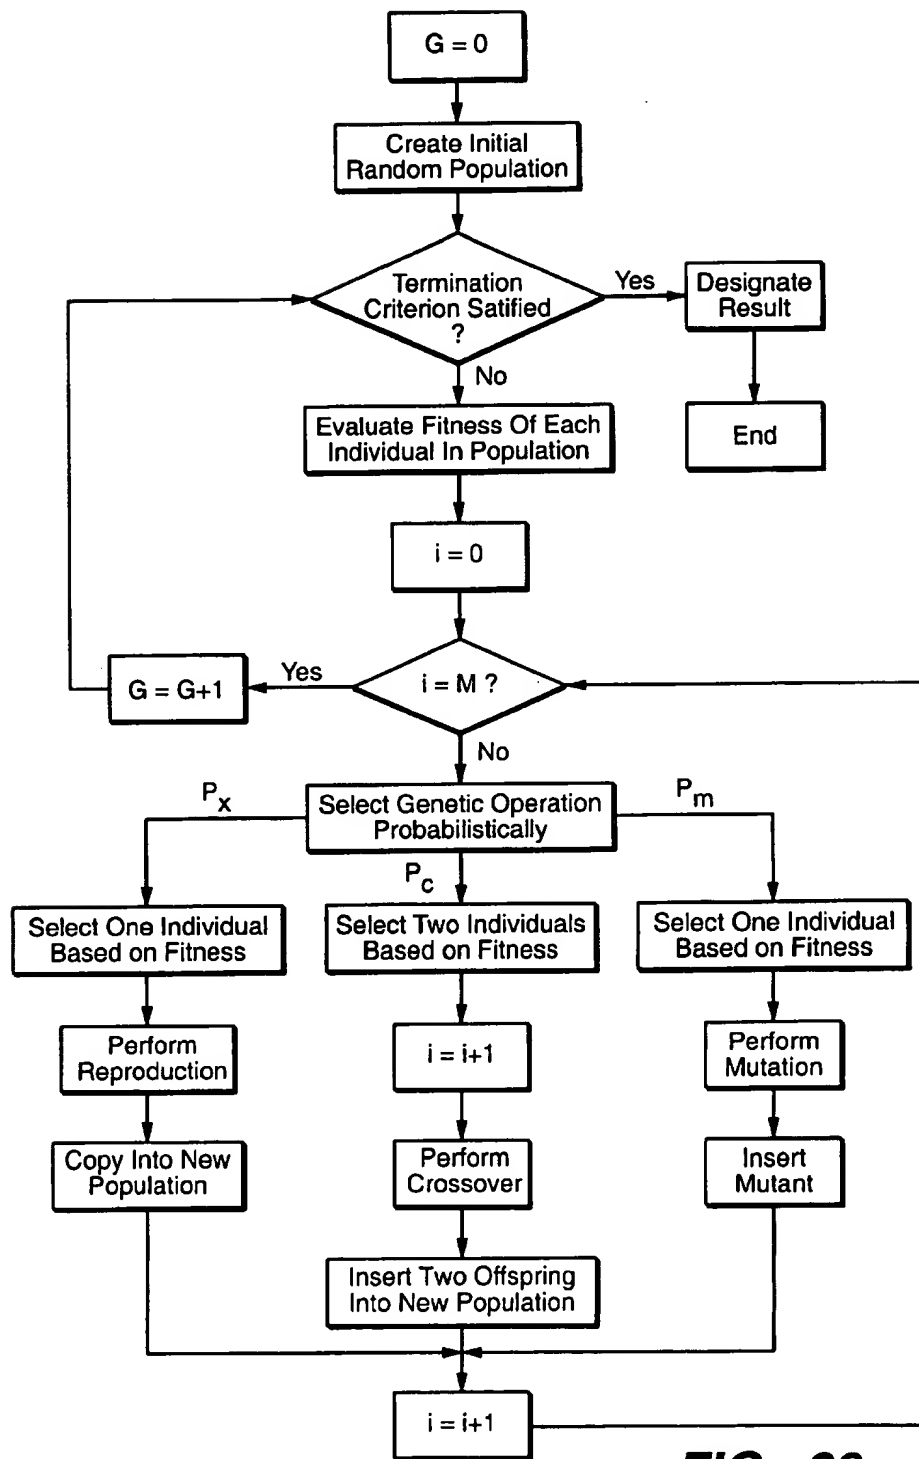 G = 0
Create Initial
Random Population
Termination
Criterion Satified
?
Yes
Designate
Result
No
End
Evaluate Fitness Of Each
Individual In Population
i = 0
Yes
G = G+1
i = M ?
No
Px
Select Genetic Operation
Probabilistically
Pm
Pc
Select One Individual
Based on Fitness
Select Two Individuals
Based on Fitness
Select One Individual
Based on Fitness
Perform
Reproduction
i = i+1
Perform
Mutation
Copy Into New
Population
Perform
Crossover
Insert
Mutant
Insert Two Offspring
Into New Population
i = i+1